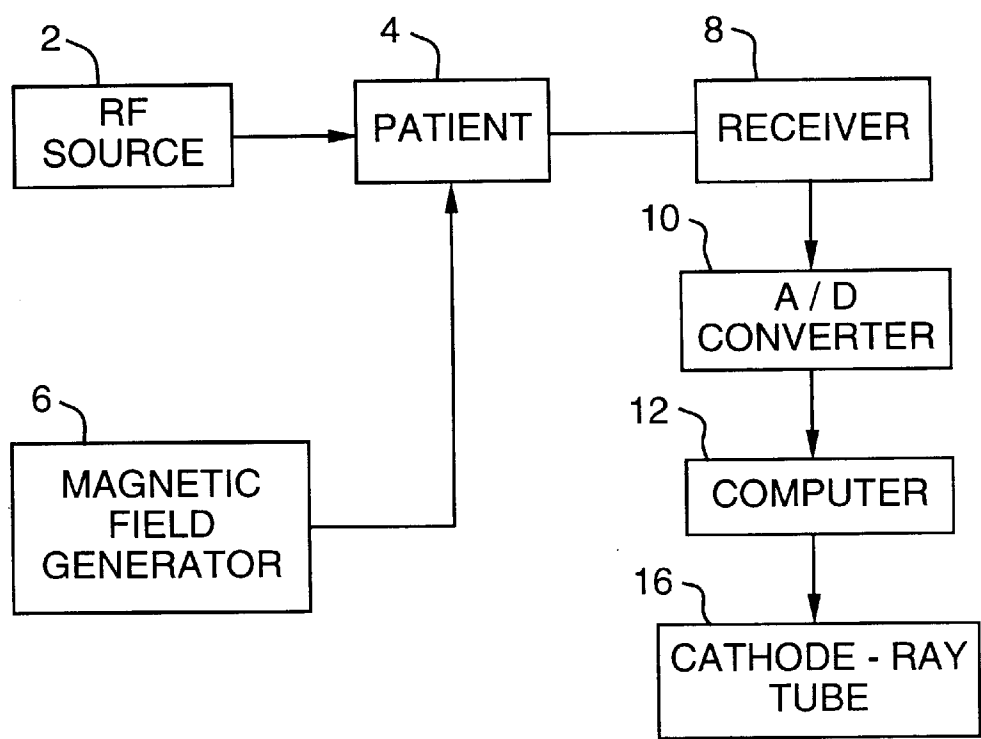 2
RF
SOURCE
4
PATIENT
8
RECEIVER
10
A / D
CONVERTER
6
MAGNETIC
FIELD
GENERATOR
12
COMPUTER
16
CATHODE - RAY
TUBE